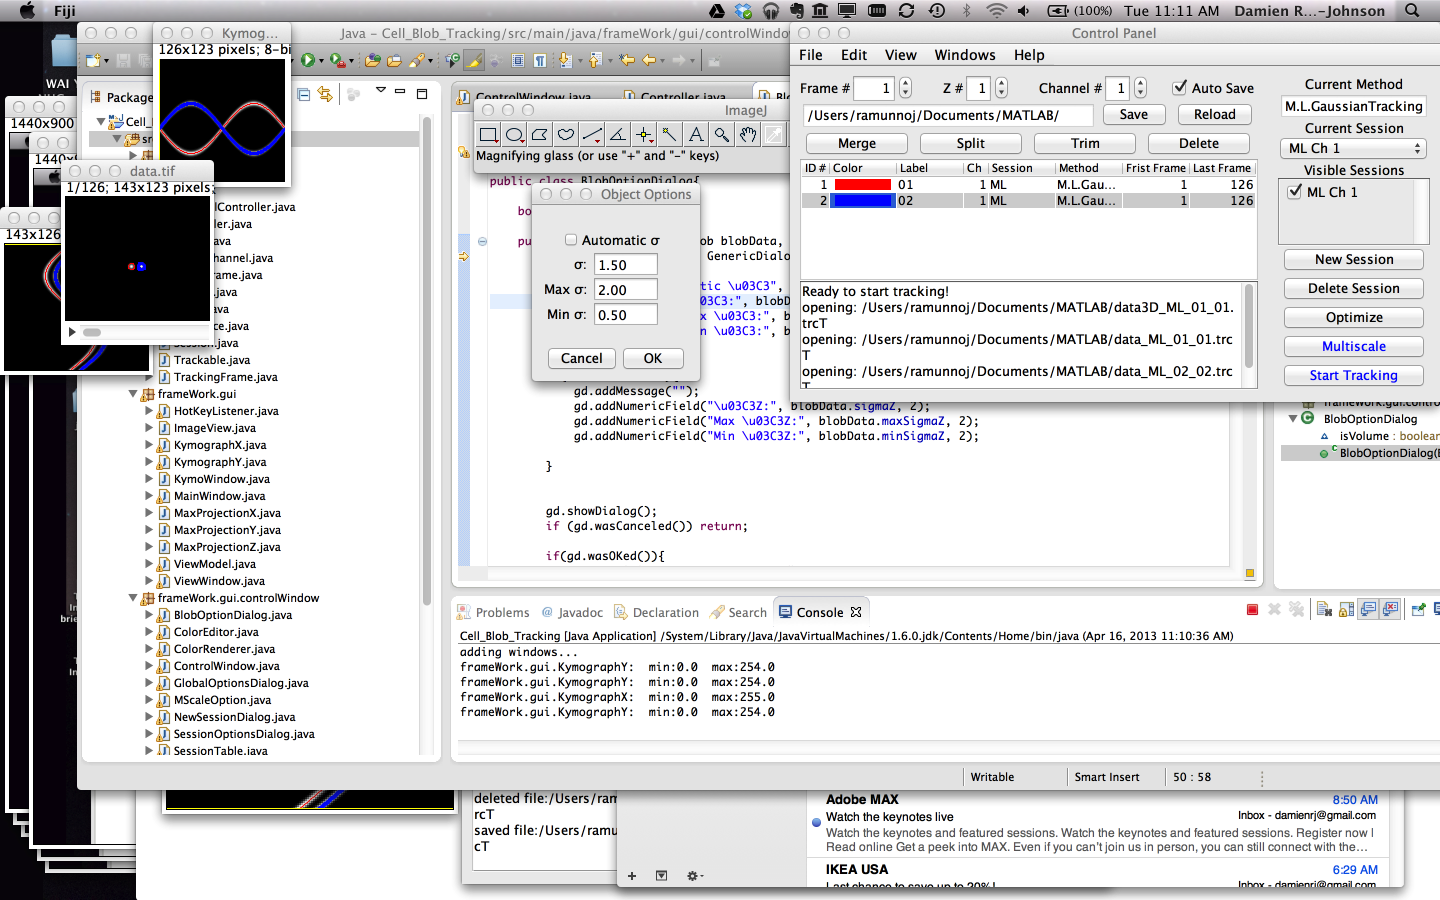 Fiji
(100%)
Tue 11:11 AM
Damien R...–Johnson
Java – Cell_Blob_Tracking/src/main/java/frameWork/gui/controlWindo
Kymog...
126x123 pixels; 8-bi
WAI Y
1440x900
1440x9
143x126
data.tif
1/126; 143x123 pixels;
Package
Cell_
sr
Controller.java
ler.java
java
hannel.java
rame.java
java
ce.java
Session.java
Trackable.java
TrackingFrame.java
frameWork.gui
HotKeyListener.java
ImageView.java
KymographX.java
KymographY.java
KymoWindow.java
MainWindow.java
MaxProjectionX.java
MaxProjectionY.java
MaxProjectionZ.java
ViewModel.java
ViewWindow.java
frameWork.gui.controlWindow
BlobOptionDialog.java
ColorEditor.java
ColorRenderer.java
ControlWindow.java
GlobalOptionsDialog.java
MScaleOption.java
NewSessionDialog.java
SessionOptionsDialog.java
SessionTable.java
ControlWindow.java
Controller.java
Blo
ImageJ
Magnifying glass (or use "+" and "-" keys)
public class BlobOptionDialog{
bo
pu
ob blobData,
GenericDialo
tic \u03C3",
03C3:", blobD
x \u03C3:", b
n \u03C3:", b
gd.addMessage("");
gd.addNumericField("\u03C3Z:", blobData.sigmaZ, 2);
gd.addNumericField("Max \u03C3Z:", blobData.maxSigmaZ, 2);
gd.addNumericField("Min \u03C3Z:", blobData.minSigmaZ, 2);
}
gd.showDialog();
if (gd.wasCanceled()) return;
if(gd.wasOKed()){
Object Options
Automatic σ
σ: 1.50
Max σ: 2.00
Min σ: 0.50
Cancel OK
Control Panel
File Edit View Windows Help
Frame # 1 Z # 1 Channel # 1 Auto Save
/Users/ramunnoj/Documents/MATLAB/ Save Reload
Merge Split Trim Delete
ID # Color Label Ch Session Method Frist Frame Last Frame
1 01 1 ML M.L.Gau... 1 126
2 02 1 ML M.L.Gau... 1 126
Ready to start tracking!
opening: /Users/ramunnoj/Documents/MATLAB/data3D_ML_01_01.
trcT
opening: /Users/ramunnoj/Documents/MATLAB/data_ML_01_01.trc
T
opening: /Users/ramunnoj/Documents/MATLAB/data_ML_02_02.trc
Current Method
M.L.GaussianTracking
Current Session
ML Ch 1
Visible Sessions
ML Ch 1
New Session
Delete Session
Optimize
Multiscale
Start Tracking
frameWork.gui.contro
BlobOptionDialog
isVolume : boolean
BlobOptionDialog(B
Problems Javadoc Declaration Search Console
Cell_Blob_Tracking [Java Application] /System/Library/Java/JavaVirtualMachines/1.6.0.jdk/Contents/Home/bin/java (Apr 16, 2013 11:10:36 AM)
adding windows...
frameWork.gui.KymographY: min:0.0 max:254.0
frameWork.gui.KymographY: min:0.0 max:254.0
frameWork.gui.KymographX: min:0.0 max:255.0
frameWork.gui.KymographY: min:0.0 max:254.0
Writable Smart Insert 50 : 58
deleted file:/Users/ram
rcT
saved file:/Users/ramu
cT
Adobe MAX 8:50 AM
Watch the keynotes live Inbox - damienrj@gmail.com
Watch the keynotes and featured sessions. Watch the keynotes and featured sessions. Register now |
Read online Get a peek into MAX. Even if you can't join us in person, you can still connect with the...
IKEA USA 6:29 AM
Last chance to save up to 20%! Inbox - damienrj@gmail.com